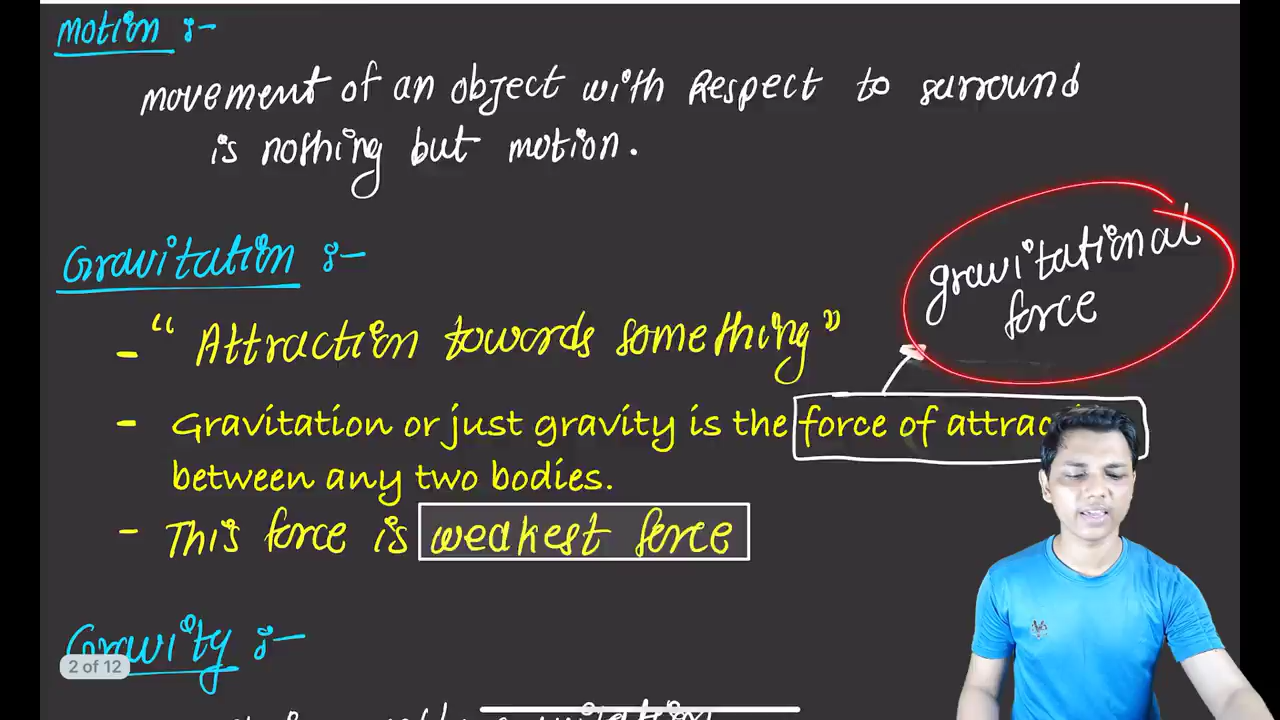 Motion :-
Movement of an object with Respect to surround
is nothing but motion.
Gravitation :-
gravitational
force
- “Attraction towards something”
- Gravitation or just gravity is the force of
between any two bodies.
- This force is weakest force
Gravity :-
2 of 12